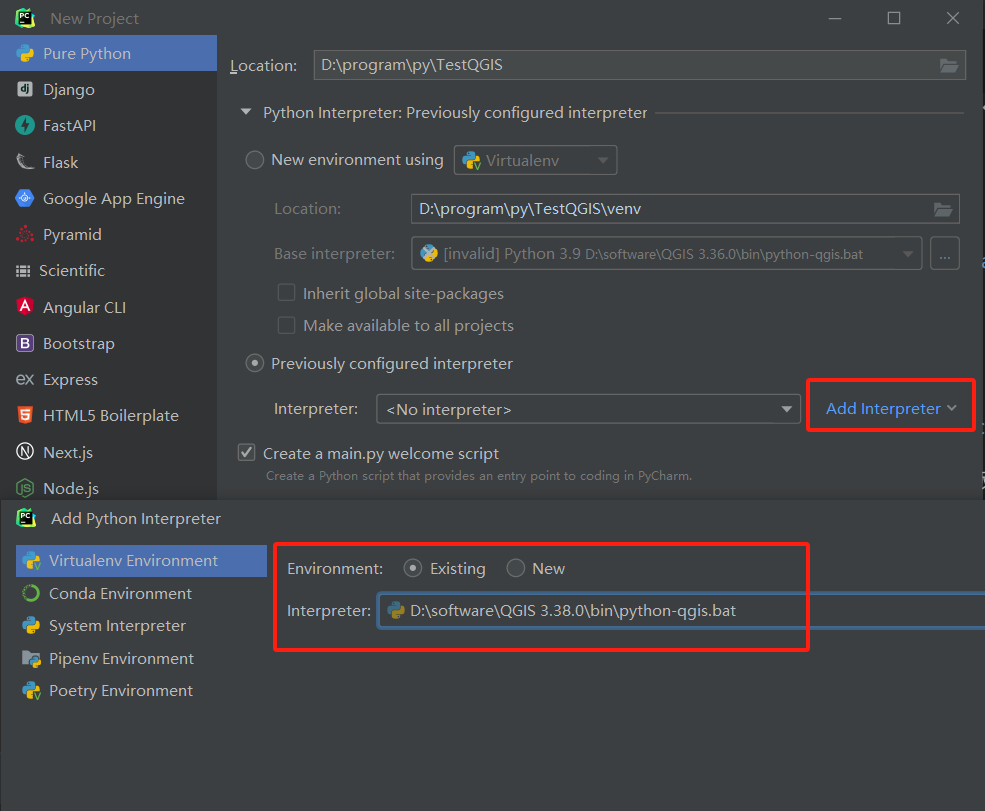 New Project
Pure Python
Django
FastAPI
Flask
Google App Engine
Pyramid
Scientific
Angular CLI
Bootstrap
Express
HTML5 Boilerplate
Next.js
Node.js
Location: D:\program\py\TestQGIS
Python Interpreter: Previously configured interpreter
New environment using Virtualenv
Location: D:\program\py\TestQGIS\venv
Base interpreter: [invalid] Python 3.9 D:\software\QGIS 3.36.0\bin\python-qgis.bat ...
Inherit global site-packages
Make available to all projects
Previously configured interpreter
Interpreter: <No interpreter> Add Interpreter
Create a main.py welcome script
Create a Python script that provides an entry point to coding in PyCharm.
Add Python Interpreter
Virtualenv Environment
Conda Environment
System Interpreter
Pipenv Environment
Poetry Environment
Environment: Existing New
Interpreter: D:\software\QGIS 3.38.0\bin\python-qgis.bat